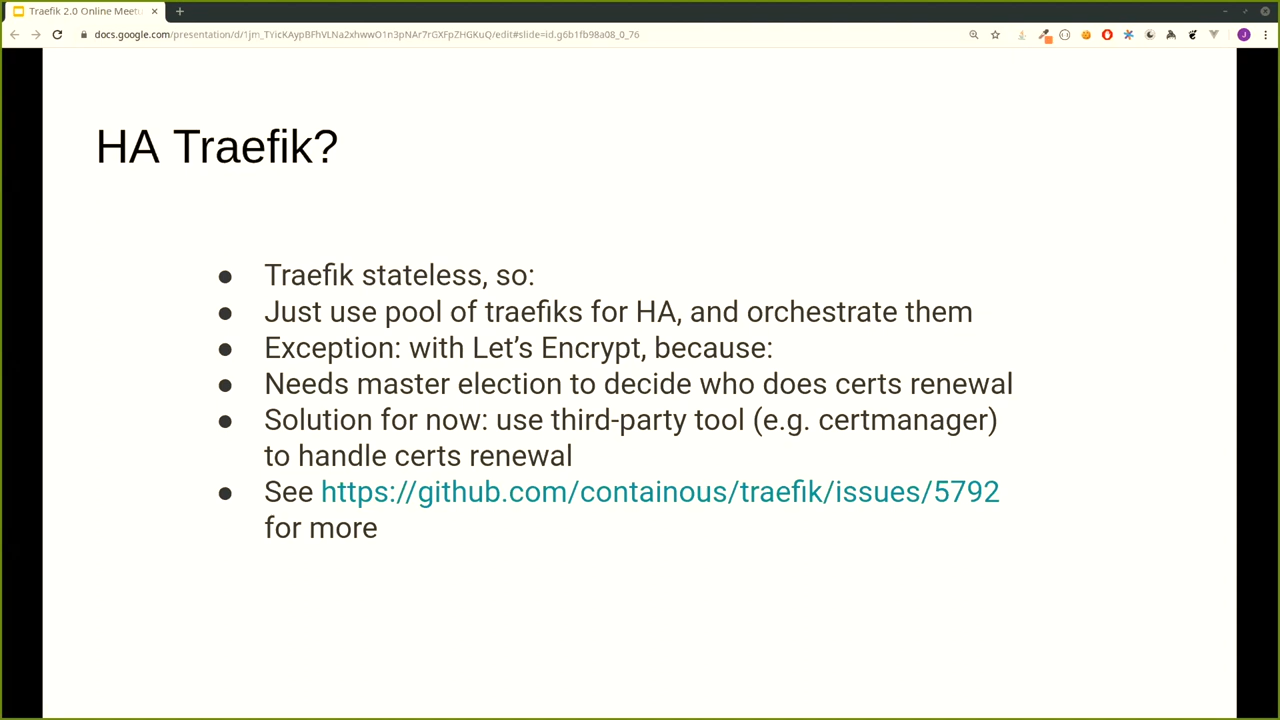 Traefik 2.0 Online Meetu
docs.google.com/presentation/d/1jm_TYicKAypBFhVLNa2xhwwO1n3pNAr7rGXFpZHGKuQ/edit#slide=id.g6b1fb98a08_0_76
J
HA Traefik?
● Traefik stateless, so:
● Just use pool of traefiks for HA, and orchestrate them
● Exception: with Let’s Encrypt, because:
● Needs master election to decide who does certs renewal
● Solution for now: use third-party tool (e.g. certmanager)
to handle certs renewal
● See https://github.com/containous/traefik/issues/5792
for more